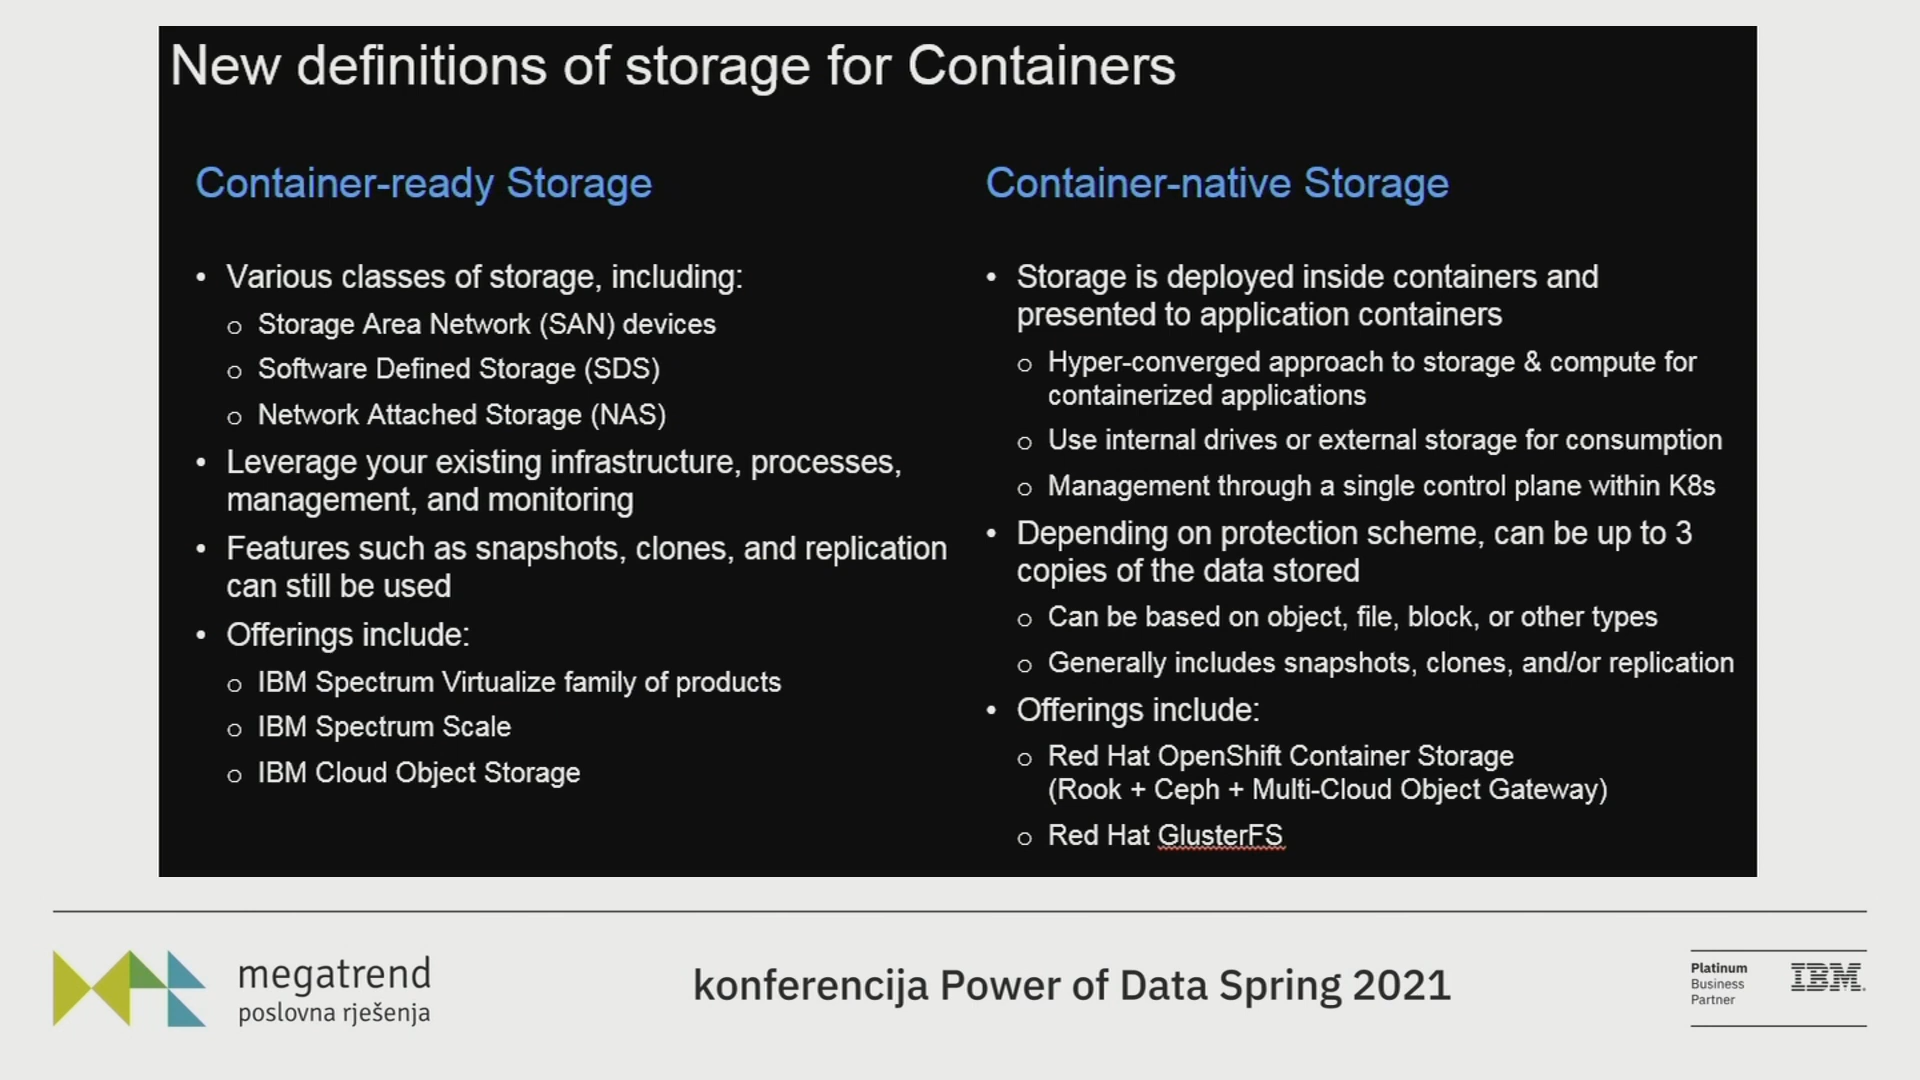 New definitions of storage for Containers
Container-ready Storage
• Various classes of storage, including:
o Storage Area Network (SAN) devices
o Software Defined Storage (SDS)
o Network Attached Storage (NAS)
• Leverage your existing infrastructure, processes,
management, and monitoring
• Features such as snapshots, clones, and replication
can still be used
• Offerings include:
o IBM Spectrum Virtualize family of products
o IBM Spectrum Scale
o IBM Cloud Object Storage
Container-native Storage
• Storage is deployed inside containers and
presented to application containers
o Hyper-converged approach to storage & compute for
containerized applications
o Use internal drives or external storage for consumption
o Management through a single control plane within K8s
• Depending on protection scheme, can be up to 3
copies of the data stored
o Can be based on object, file, block, or other types
o Generally includes snapshots, clones, and/or replication
• Offerings include:
o Red Hat OpenShift Container Storage
(Rook + Ceph + Multi-Cloud Object Gateway)
o Red Hat GlusterFS
megatrend
poslovna rješenja
konferencija Power of Data Spring 2021
Platinum
Business
Partner
IBM